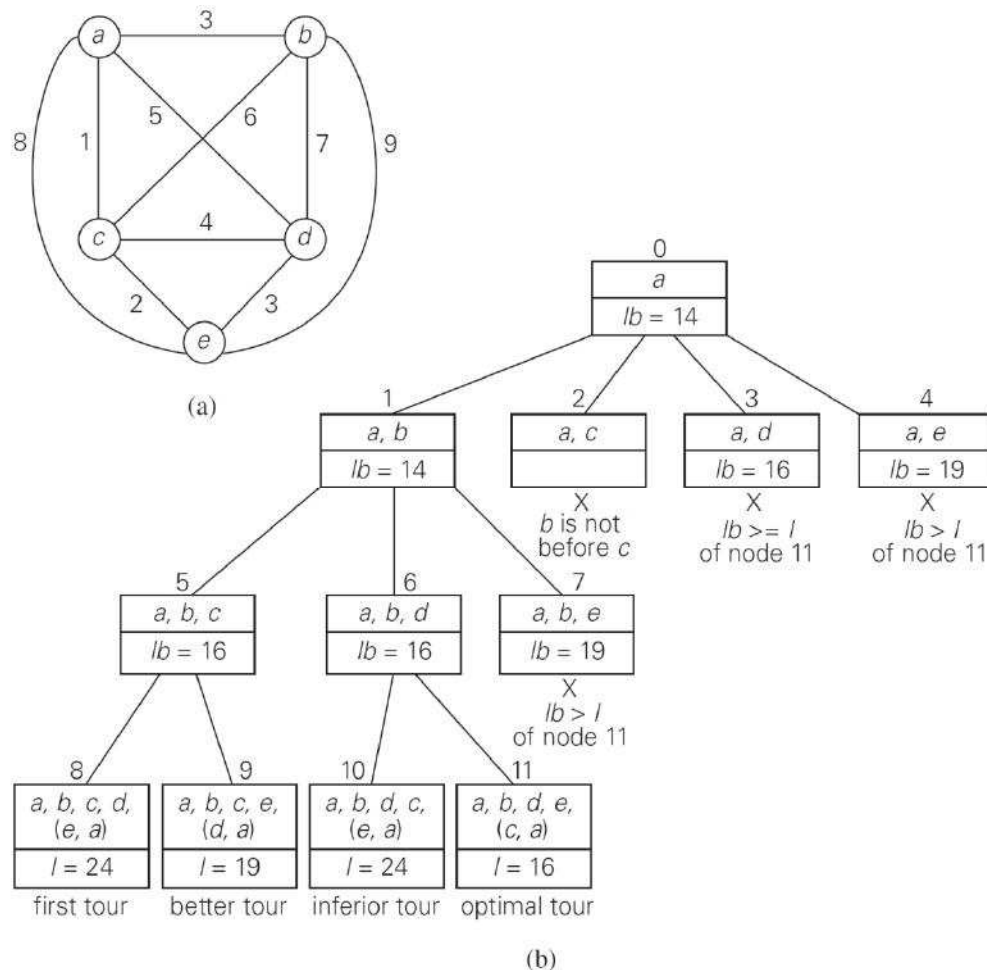 3
a
b
5
6
8
1
7
9
4
c
d
2
3
e
(a)
0
a
lb = 14
1
2
3
4
a, b
a, c
a, d
a, e
lb = 14
lb = 16
lb = 19
X
X
X
b is not
before c
lb >= l
of node 11
lb > l
of node 11
5
6
7
a, b, c
a, b, d
a, b, e
lb = 16
lb = 16
lb = 19
X
lb > l
of node 11
8
9
10
11
a, b, c, d,
(e, a)
a, b, c, e,
(d, a)
a, b, d, c,
(e, a)
a, b, d, e,
(c, a)
l = 24
l = 19
l = 24
l = 16
first tour
better tour
inferior tour
optimal tour
(b)